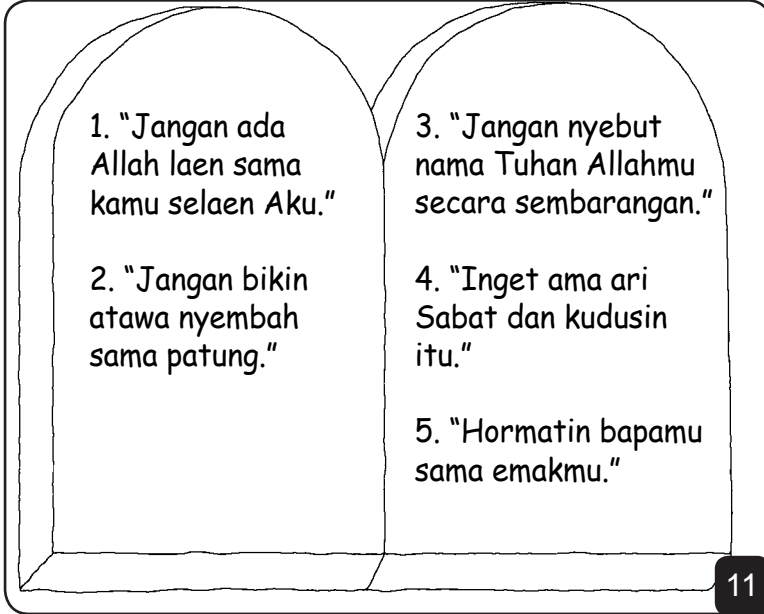 1. “Jangan ada
Allah laen sama
kamu selaen Aku.”
2. “Jangan bikin
atawa nyembah
sama patung.”
3. “Jangan nyebut
nama Tuhan Allahmu
secara sembarangan.”
4. “Inget ama ari
Sabat dan kudusin
itu.”
5. “Hormatin bapamu
sama emakmu.”
11